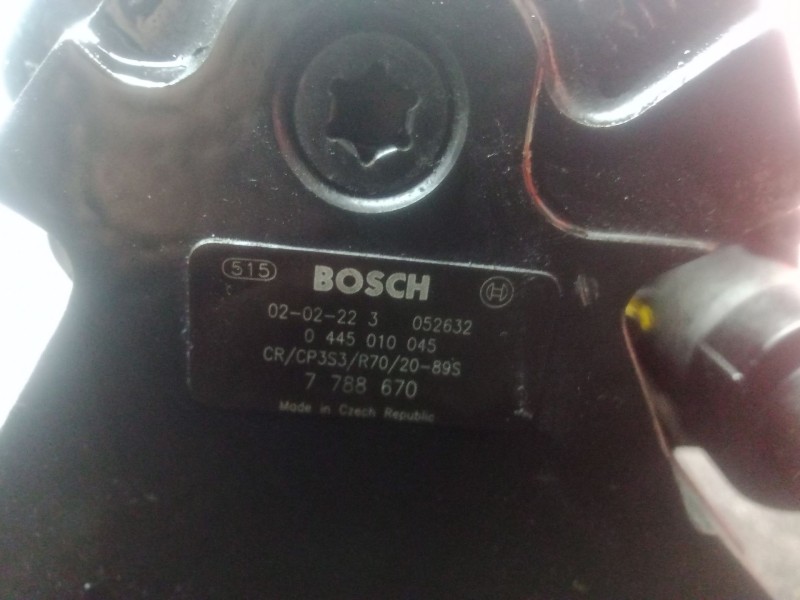 515 BOSCH
02-02-22 3 052632
0 445 010 045
CR/CP3S3/R70/20-89S
7 788 670
Made in Czech Republic